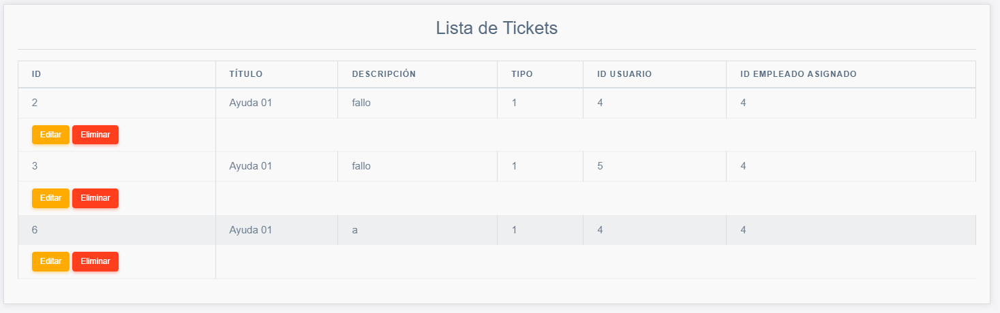 Lista de Tickets
ID TÍTULO DESCRIPCIÓN TIPO ID USUARIO ID EMPLEADO ASIGNADO
2 Ayuda 01 fallo 1 4 4
Editar Eliminar
3 Ayuda 01 fallo 1 5 4
Editar Eliminar
6 Ayuda 01 a 1 4 4
Editar Eliminar